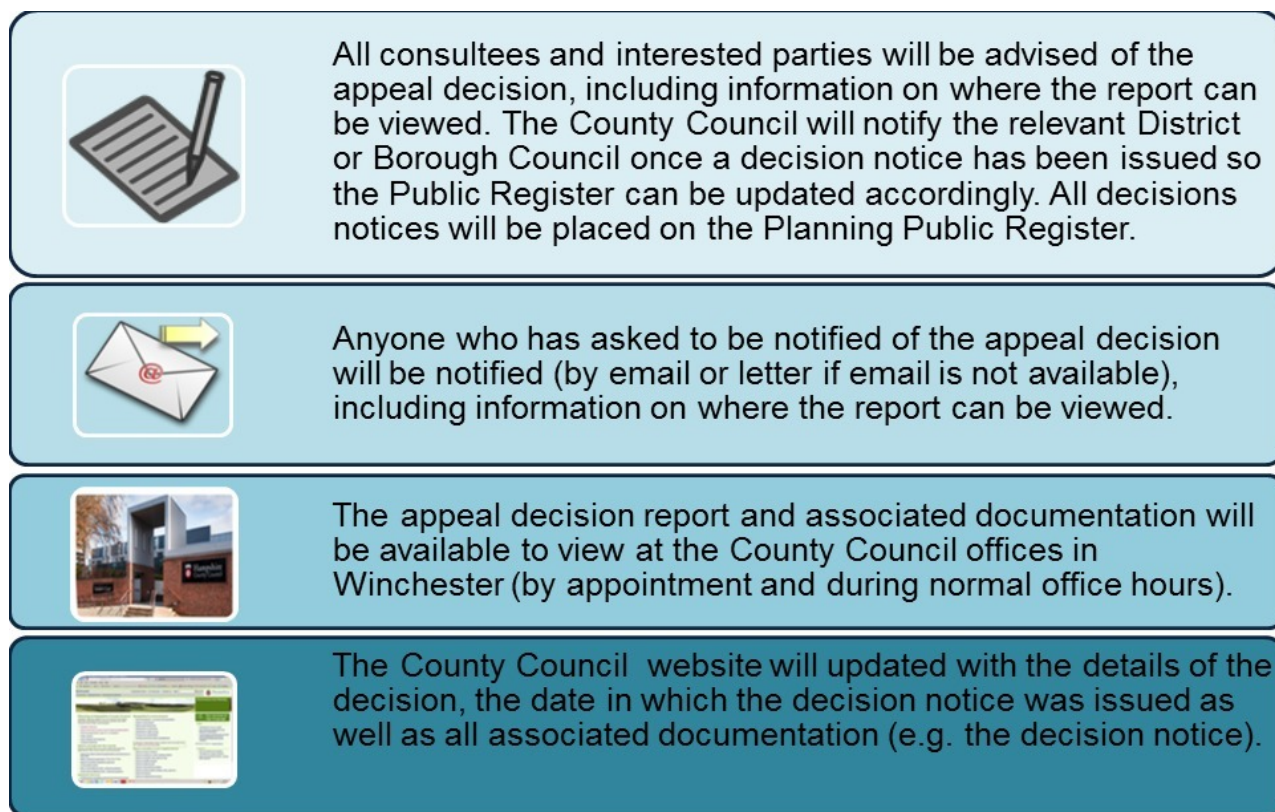 All consultees and interested parties will be advised of the
appeal decision, including information on where the report can
be viewed. The County Council will notify the relevant District
or Borough Council once a decision notice has been issued so
the Public Register can be updated accordingly. All decisions
notices will be placed on the Planning Public Register.
@
Anyone who has asked to be notified of the appeal decision
will be notified (by email or letter if email is not available),
including information on where the report can be viewed.
Hampshire
County Council
The appeal decision report and associated documentation will
be available to view at the County Council offices in
Winchester (by appointment and during normal office hours).
The County Council  website will updated with the details of the
decision, the date in which the decision notice was issued as
well as all associated documentation (e.g. the decision notice).